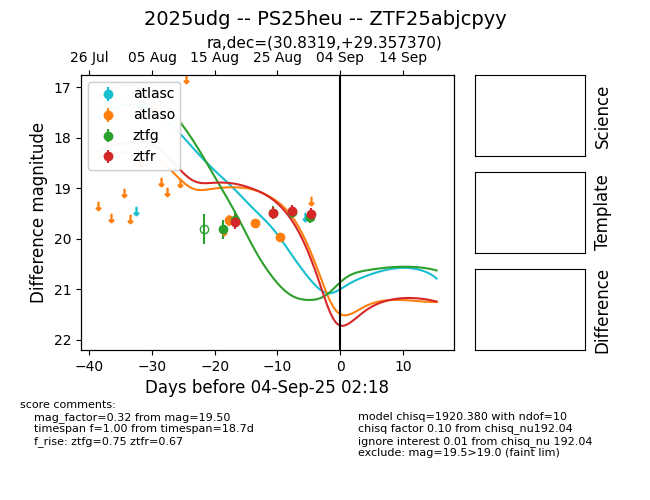 2025udg -- PS25heu -- ZTF25abjcpyy
ra,dec=(30.8319,+29.357370)
26 Jul 05 Aug 15 Aug 25 Aug 04 Sep 14 Sep
17
18
19
20
21
22
Difference magnitude
atlasc
atlaso
ztfg
ztfr
−40 −30 −20 −10 0 10
Days before 04-Sep-25 02:18
Science
Template
Difference
score comments:
mag_factor=0.32 from mag=19.50
timespan f=1.00 from timespan=18.7d
f_rise: ztfg=0.75 ztfr=0.67
model chisq=1920.380 with ndof=10
chisq factor 0.10 from chisq_nu192.04
ignore interest 0.01 from chisq_nu 192.04
exclude: mag=19.5>19.0 (faint lim)